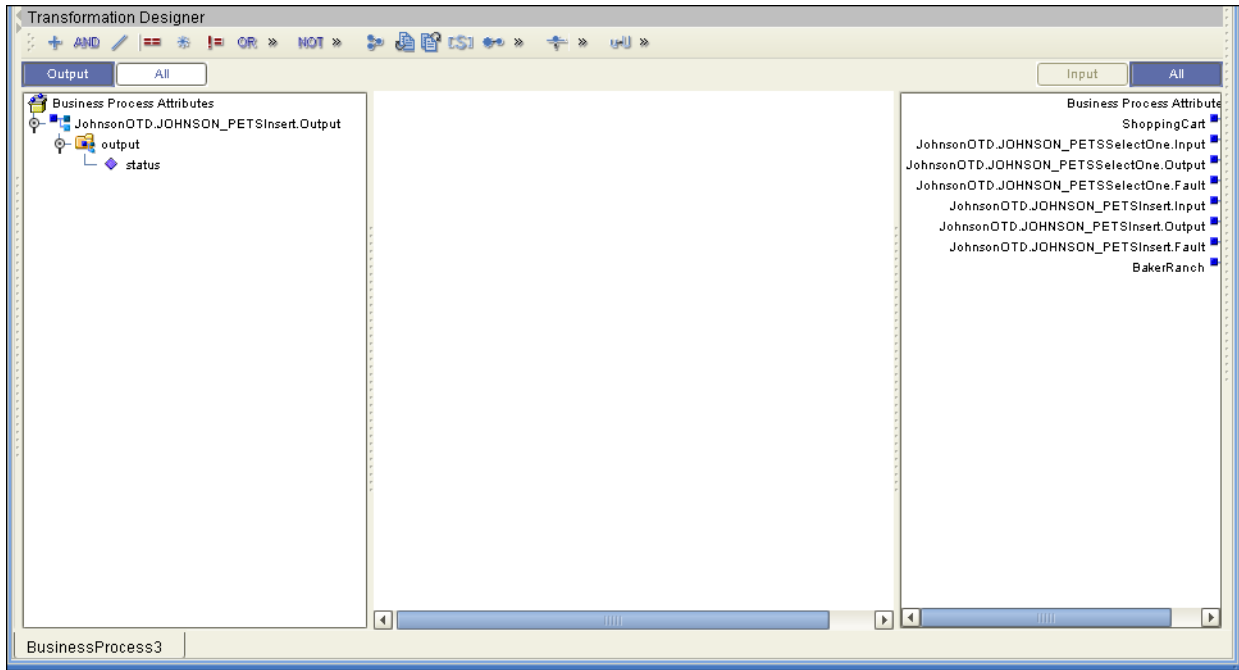 Transformation Designer
AND == != OR » NOT » [S] » » »
Output All Input All
Business Process Attributes
JohnsonOTD.JOHNSON_PETSInsert.Output
output
status
Business Process Attribute
ShoppingCart
JohnsonOTD.JOHNSON_PETSSelectOne.Input
JohnsonOTD.JOHNSON_PETSSelectOne.Output
JohnsonOTD.JOHNSON_PETSSelectOne.Fault
JohnsonOTD.JOHNSON_PETSInsert.Input
JohnsonOTD.JOHNSON_PETSInsert.Output
JohnsonOTD.JOHNSON_PETSInsert.Fault
BakerRanch
BusinessProcess3